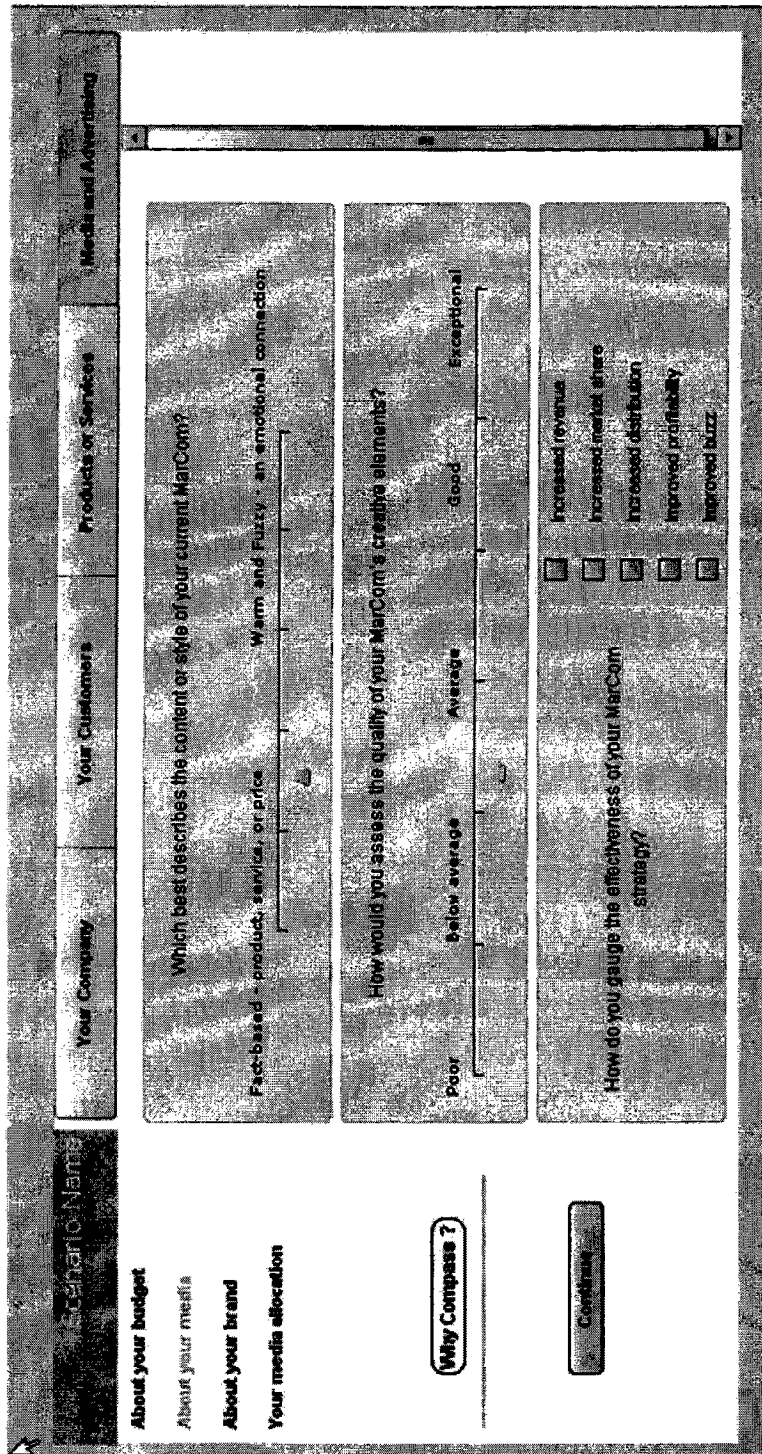 Scenario Name
Your Company
Your Customers
Products or Services
Media and Advertising
About your budget
About your media
About your brand
Your media allocation
Why Compass ?
Continue
Which best describes the content or style of your current MarCom?
Fact-based - product, service, or price
Warm and Fuzzy - an emotional connection
How would you assess the quality of your MarCom's creative elements?
Poor
Below average
Average
Good
Exceptional
How do you gauge the effectiveness of your MarCom
strategy?
Increased revenue
Increased market share
Increased distribution
Improved profitability
Improved buzz